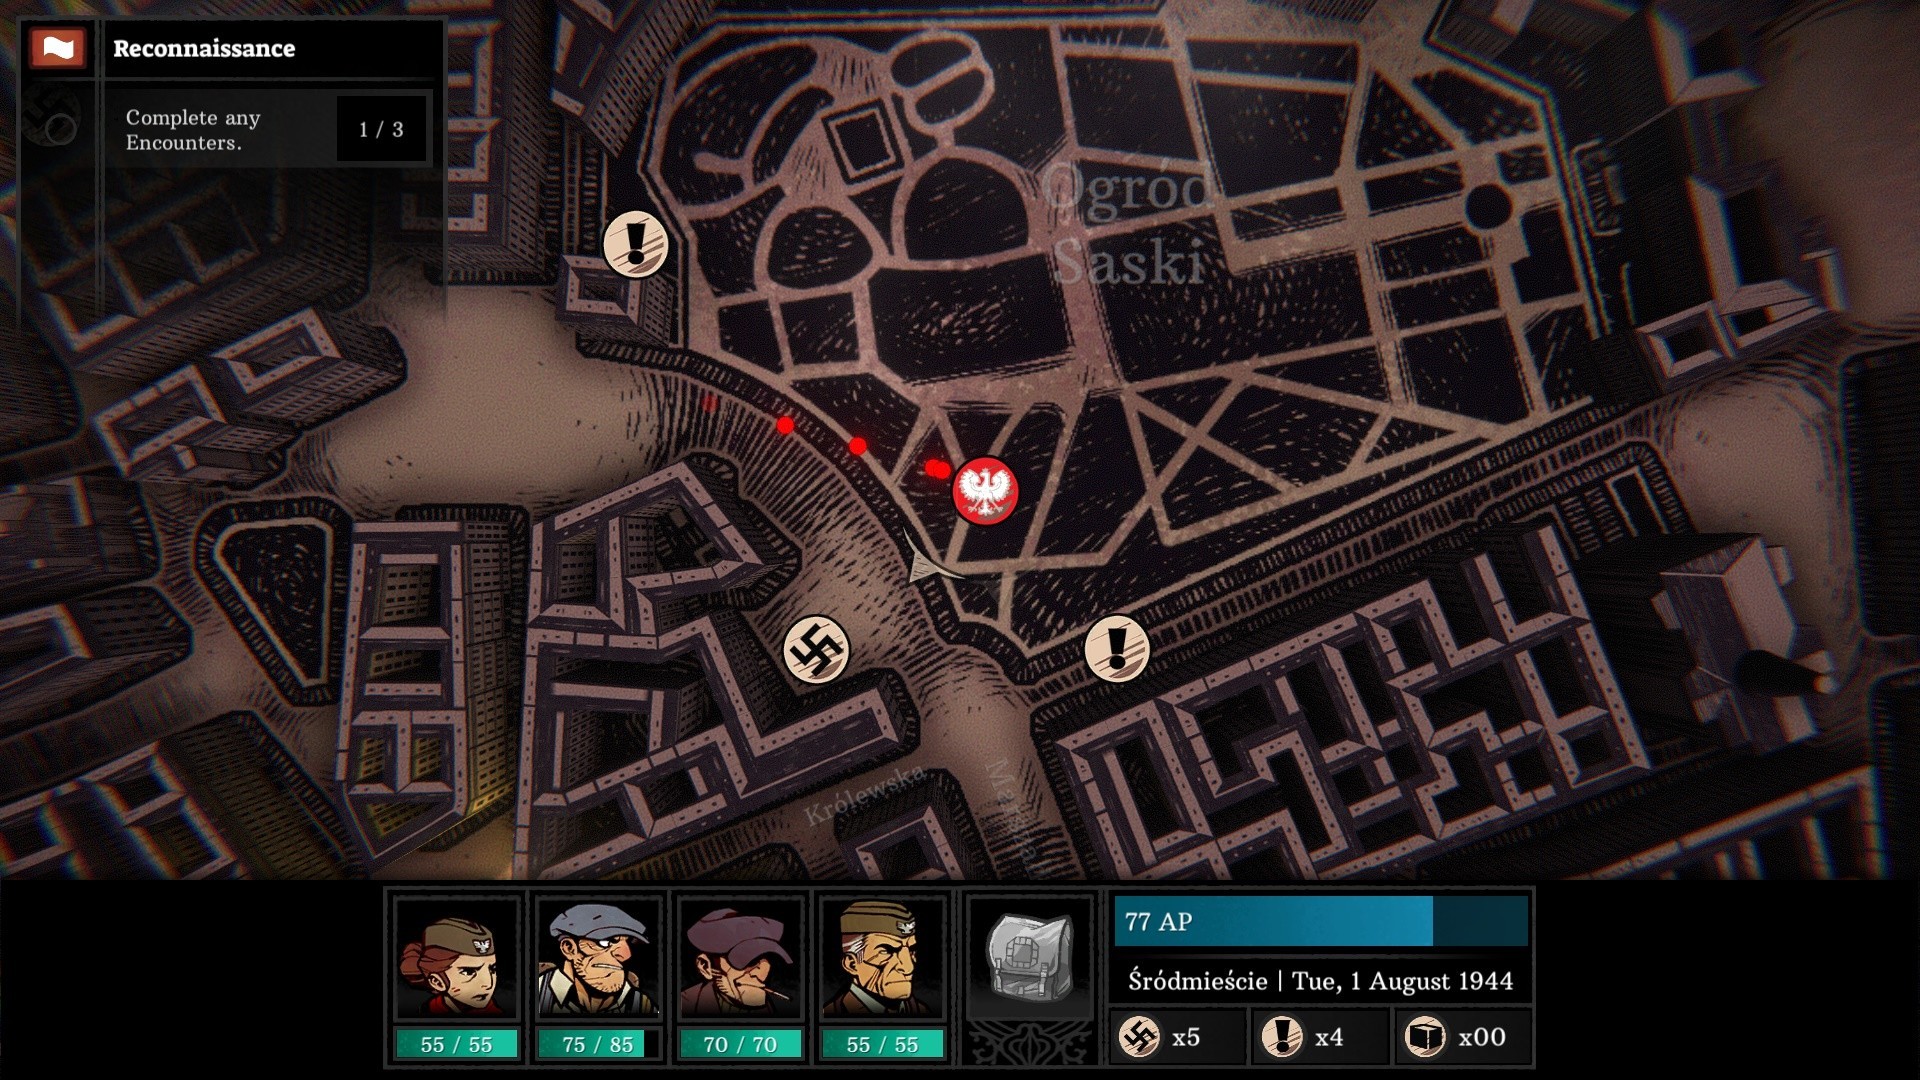 Reconnaissance
Complete any
Encounters.
1 / 3
Ogród
Saski
Królewska
55 / 55
75 / 85
70 / 70
55 / 55
77 AP
Śródmieście | Tue, 1 August 1944
x5
x4
x00